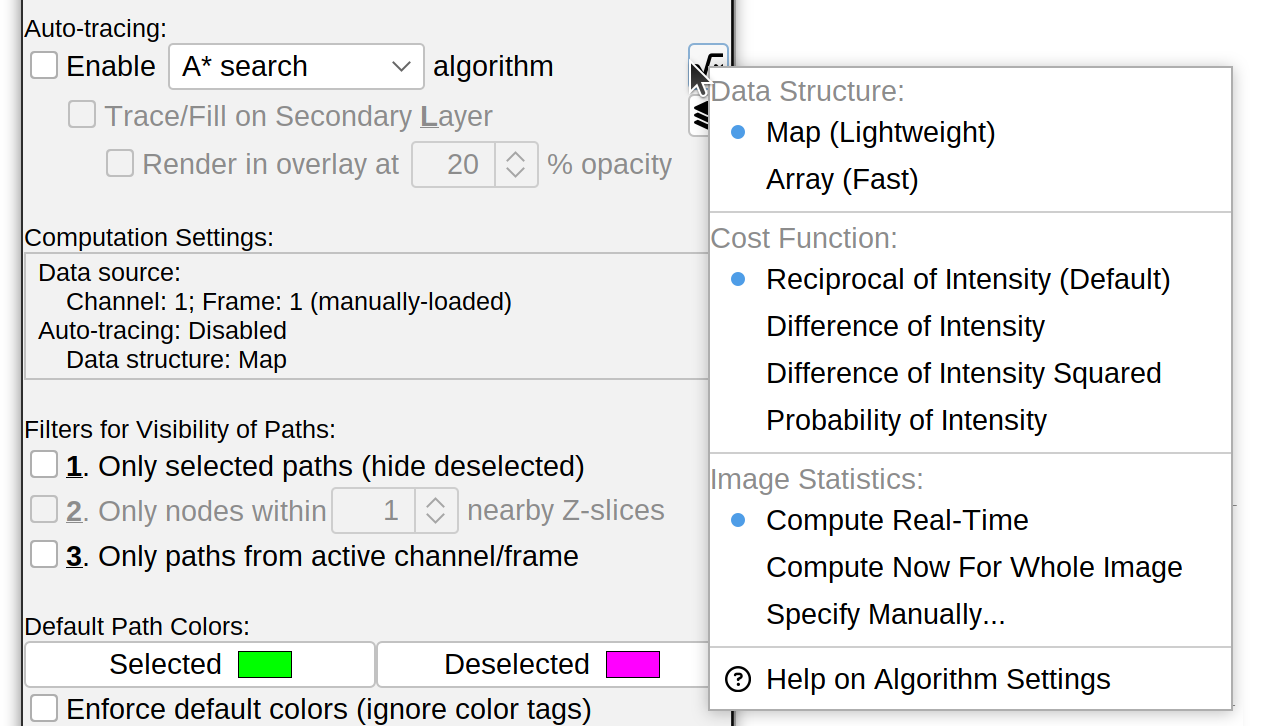 Auto-tracing:
Enable A* search algorithm
Trace/Fill on Secondary Layer
Render in overlay at 20 % opacity
Computation Settings:
Data source:
Channel: 1; Frame: 1 (manually-loaded)
Auto-tracing: Disabled
Data structure: Map
Filters for Visibility of Paths:
1. Only selected paths (hide deselected)
2. Only nodes within 1 nearby Z-slices
3. Only paths from active channel/frame
Default Path Colors:
Selected Deselected
Enforce default colors (ignore color tags)
Data Structure:
Map (Lightweight)
Array (Fast)
Cost Function:
Reciprocal of Intensity (Default)
Difference of Intensity
Difference of Intensity Squared
Probability of Intensity
Image Statistics:
Compute Real-Time
Compute Now For Whole Image
Specify Manually...
Help on Algorithm Settings